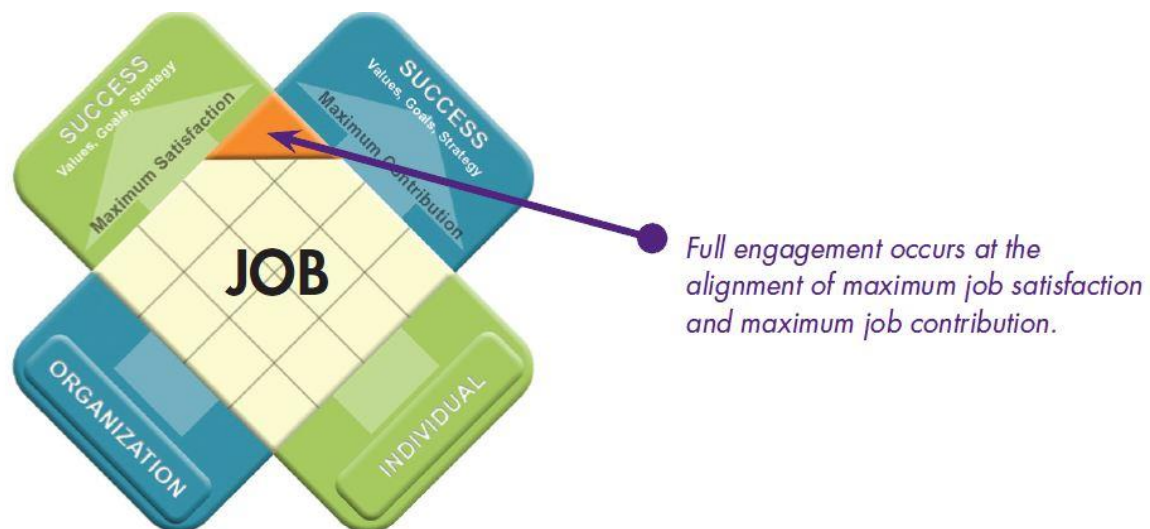 SUCCESS
Values, Goals, Strategy
Maximum Satisfaction
SUCCESS
Values, Goals, Strategy
Maximum Contribution
JOB
ORGANIZATION
INDIVIDUAL
Full engagement occurs at the
alignment of maximum job satisfaction
and maximum job contribution.